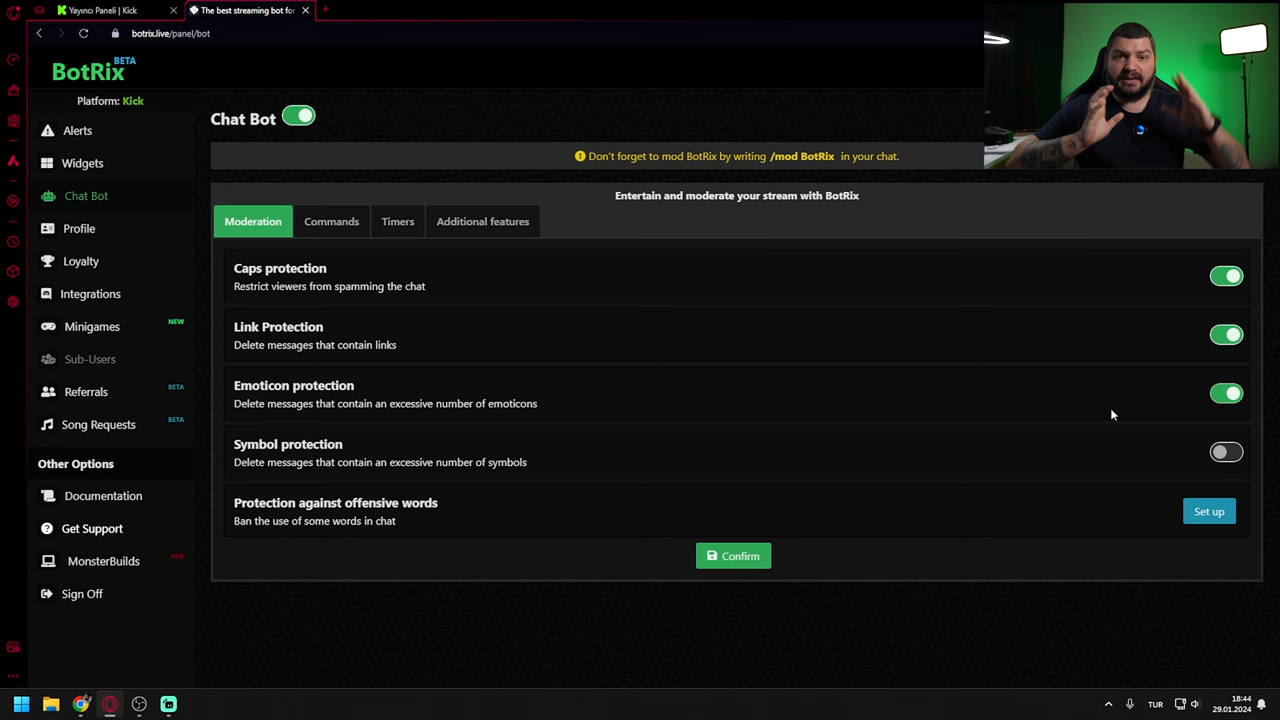 Yayıncı Paneli | Kick
The best streaming bot for
botrix.live/panel/bot
BotRix
BETA
Platform: Kick
Alerts
Widgets
Chat Bot
Profile
Loyalty
Integrations
Minigames
NEW
Sub-Users
Referrals
BETA
Song Requests
BETA
Other Options
Documentation
Get Support
MonsterBuilds
Sign Off
Chat Bot
Don't forget to mod BotRix by writing /mod BotRix in your chat.
Entertain and moderate your stream with BotRix
Moderation
Commands
Timers
Additional features
Caps protection
Restrict viewers from spamming the chat
Link Protection
Delete messages that contain links
Emoticon protection
Delete messages that contain an excessive number of emoticons
Symbol protection
Delete messages that contain an excessive number of symbols
Protection against offensive words
Ban the use of some words in chat
Set up
Confirm
TUR
18:44
29.01.2024